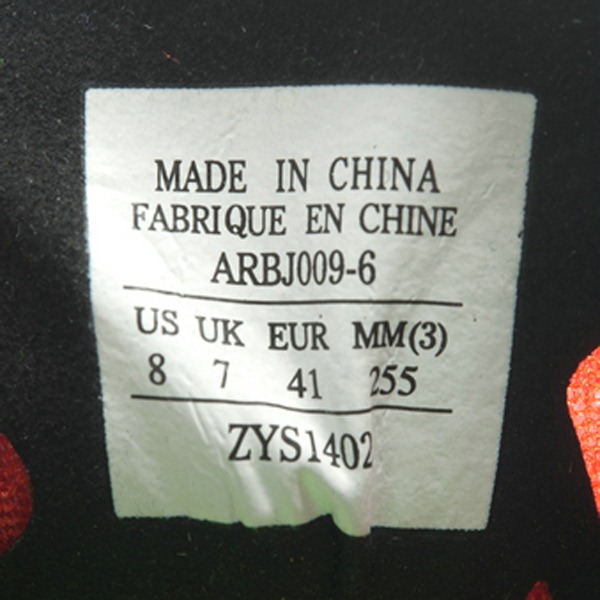 MADE IN CHINA
FABRIQUE EN CHINE
ARBJ009-6
US UK EUR MM(3)
8 7 41 255
ZYS1402